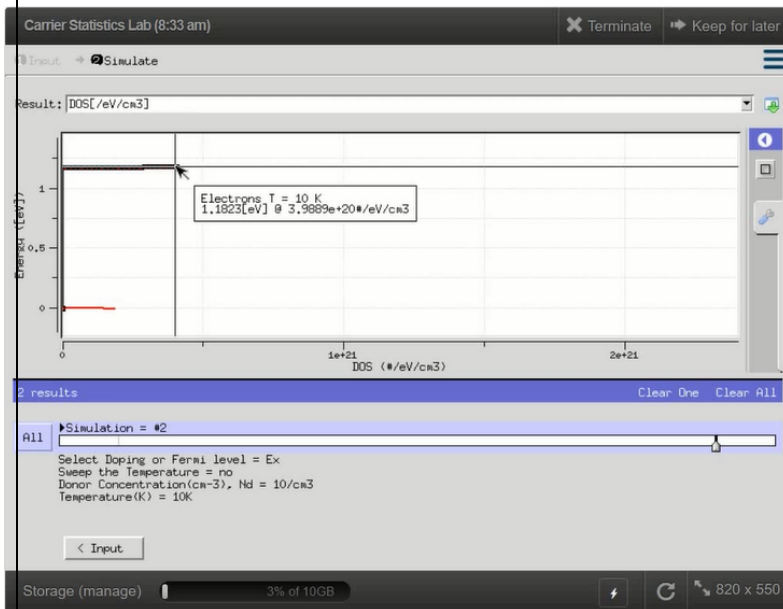 Carrier Statistics Lab (8:33 am) Terminate Keep for later
1 Input 2 Simulate
Result: DOS[/eV/cm3]
Energy ([eV])
1
0.5
0
Electrons T = 10 K
1.1823[eV] @ 3.9889e+20#/eV/cm3
0 1e+21 2e+21
DOS (#/eV/cm3)
2 results Clear One Clear All
All
Simulation = #2
Select Doping or Fermi level = Ex
Sweep the Temperature = no
Donor Concentration(cm-3), Nd = 10/cm3
Temperature(K) = 10K
< Input
Storage (manage) 3% of 10GB 820 x 550